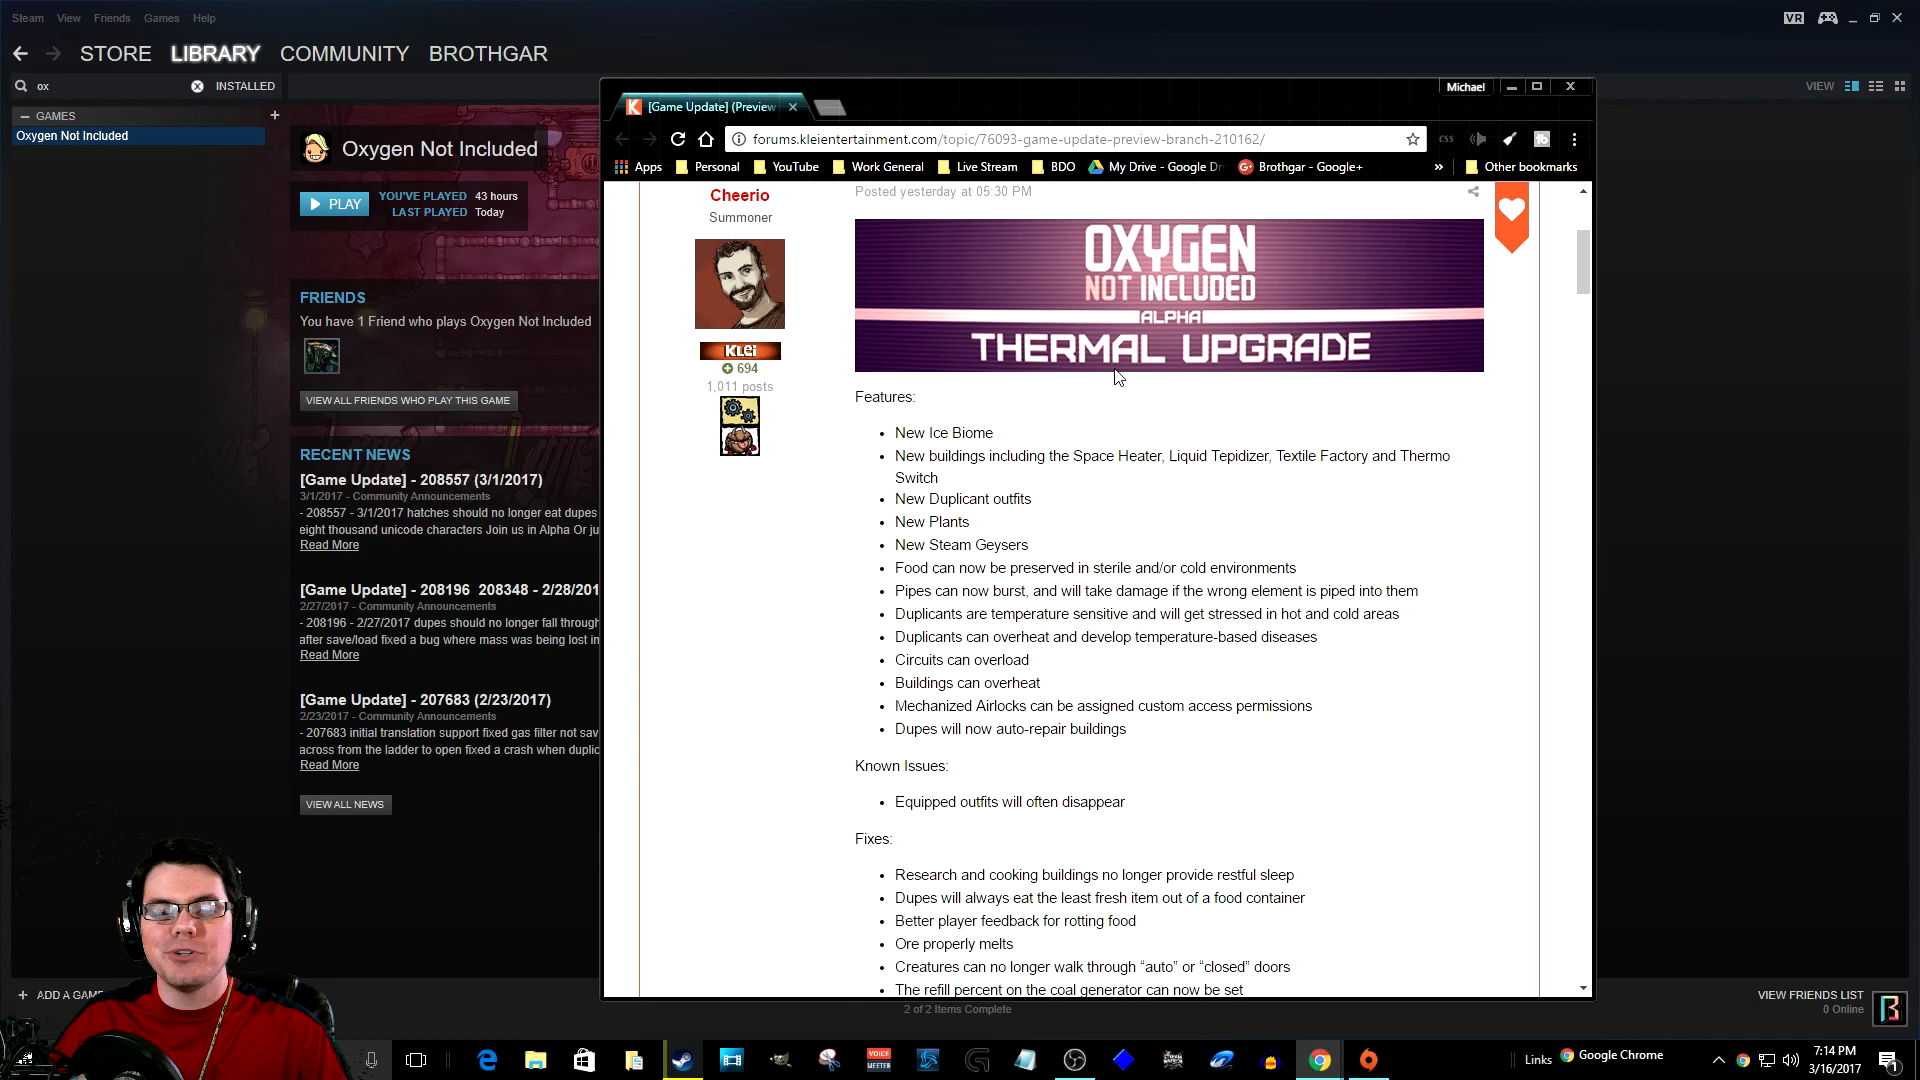 Steam View Friends Games Help
VR
STORE LIBRARY COMMUNITY BROTHGAR
ox INSTALLED
VIEW
− GAMES +
Oxygen Not Included
Oxygen Not Included
PLAY
YOU'VE PLAYED 43 hours
LAST PLAYED Today
FRIENDS
You have 1 Friend who plays Oxygen Not Included
VIEW ALL FRIENDS WHO PLAY THIS GAME
RECENT NEWS
[Game Update] - 208557 (3/1/2017)
3/1/2017 - Community Announcements
- 208557 - 3/1/2017 hatches should no longer eat dupes
eight thousand unicode characters Join us in Alpha Or ju
Read More
[Game Update] - 208196 208348 - 2/28/201
2/27/2017 - Community Announcements
- 208196 - 2/27/2017 dupes should no longer fall through
after save/load fixed a bug where mass was being lost in
Read More
[Game Update] - 207683 (2/23/2017)
2/23/2017 - Community Announcements
- 207683 initial translation support fixed gas filter not sav
across from the ladder to open fixed a crash when duplic
Read More
VIEW ALL NEWS
+ ADD A GAME
Michael
[Game Update] (Preview
forums.kleientertainment.com/topic/76093-game-update-preview-branch-210162/
css
Apps Personal YouTube Work General Live Stream BDO My Drive - Google Dr Brothgar - Google+ » Other bookmarks
Cheerio
Summoner
Klei
694
1,011 posts
Posted yesterday at 05:30 PM
OXYGEN
NOT INCLUDED
ALPHA
THERMAL UPGRADE
Features:
• New Ice Biome
• New buildings including the Space Heater, Liquid Tepidizer, Textile Factory and Thermo
Switch
• New Duplicant outfits
• New Plants
• New Steam Geysers
• Food can now be preserved in sterile and/or cold environments
• Pipes can now burst, and will take damage if the wrong element is piped into them
• Duplicants are temperature sensitive and will get stressed in hot and cold areas
• Duplicants can overheat and develop temperature-based diseases
• Circuits can overload
• Buildings can overheat
• Mechanized Airlocks can be assigned custom access permissions
• Dupes will now auto-repair buildings
Known Issues:
• Equipped outfits will often disappear
Fixes:
• Research and cooking buildings no longer provide restful sleep
• Dupes will always eat the least fresh item out of a food container
• Better player feedback for rotting food
• Ore properly melts
• Creatures can no longer walk through “auto” or “closed” doors
• The refill percent on the coal generator can now be set
2 of 2 Items Complete
VIEW FRIENDS LIST
0 Online
VOICE
MEETER
Links Google Chrome
7:14 PM
3/16/2017
1